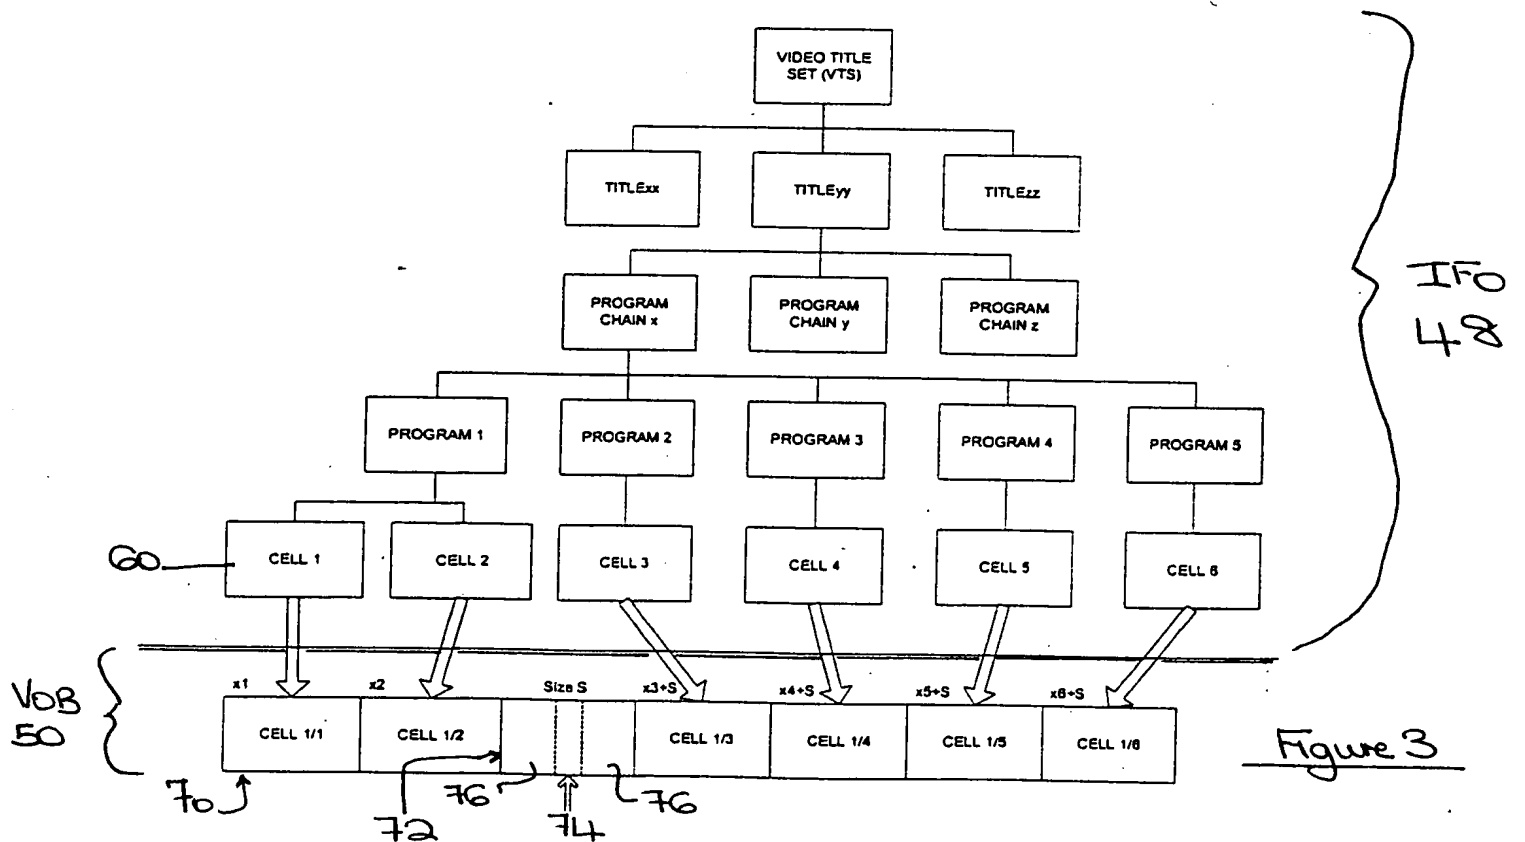 VIDEO TITLE
SET (VTS)
TITLExx
TITLEyy
TITLEzz
PROGRAM
CHAIN x
PROGRAM
CHAIN y
PROGRAM
CHAIN z
IFO
48
PROGRAM 1
PROGRAM 2
PROGRAM 3
PROGRAM 4
PROGRAM 5
60
CELL 1
CELL 2
CELL 3
CELL 4
CELL 5
CELL 6
VOB
50
x1
x2
Size S
x3+S
x4+S
x5+S
x6+S
CELL 1/1
CELL 1/2
CELL 1/3
CELL 1/4
CELL 1/5
CELL 1/6
Figure 3
70
72
76
74
76